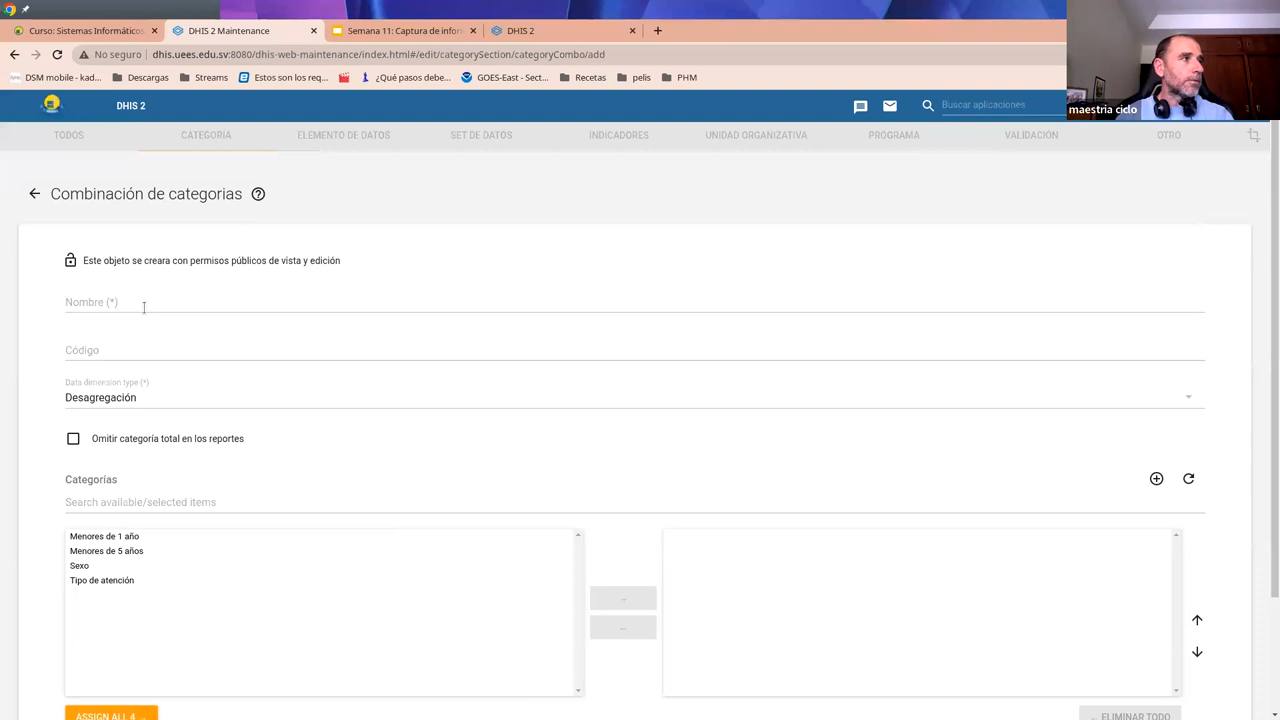 Curso: Sistemas Informáticos
DHIS 2 Maintenance
Semana 11: Captura de infor
DHIS 2
No seguro
dhis.uees.edu.sv:8080/dhis-web-maintenance/index.html#/edit/categorySection/categoryCombo/add
DSM mobile - kad...
Descargas
Streams
Estos son los req...
¿Qué pasos debe...
GOES-East - Sect...
Recetas
pelis
PHM
maestria ciclo
DHIS 2
Buscar aplicaciones
TODOS
CATEGORÍA
ELEMENTO DE DATOS
SET DE DATOS
INDICADORES
UNIDAD ORGANIZATIVA
PROGRAMA
VALIDACIÓN
OTRO
Combinación de categorias
Este objeto se creara con permisos públicos de vista y edición
Nombre (*)
Código
Data dimension type (*)
Desagregación
Omitir categoría total en los reportes
Categorías
Search available/selected items
Menores de 1 año
Menores de 5 años
Sexo
Tipo de atención
→
←
ASSIGN ALL 4 →
← ELIMINAR TODO